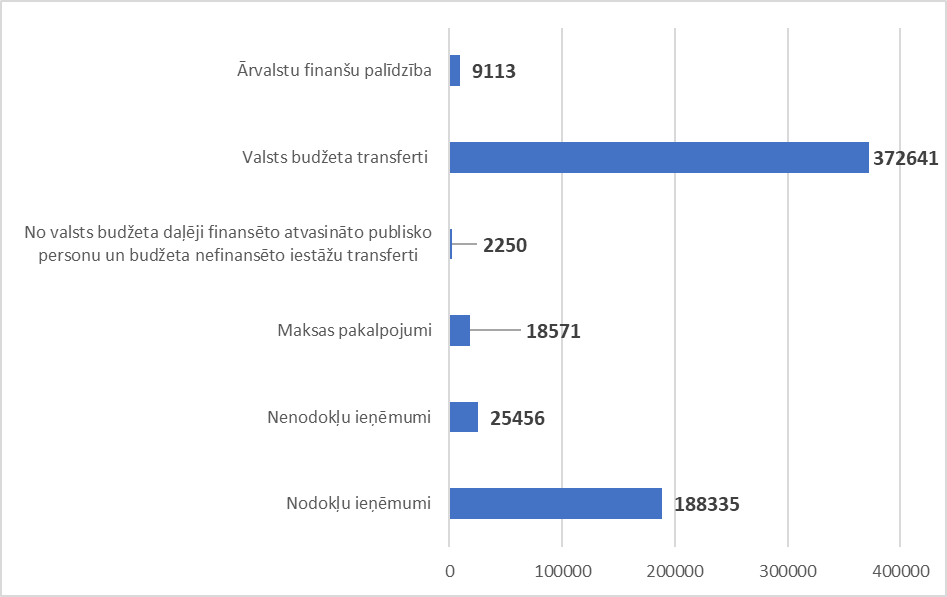 Ārvalstu finanšu palīdzība
9113
Valsts budžeta transferti
372641
No valsts budžeta daļēji finansēto atvasināto publisko
personu un budžeta nefinansēto iestāžu transferti
2250
Maksas pakalpojumi
18571
Nenodokļu ieņēmumi
25456
Nodokļu ieņēmumi
188335
0 100000 200000 300000 400000